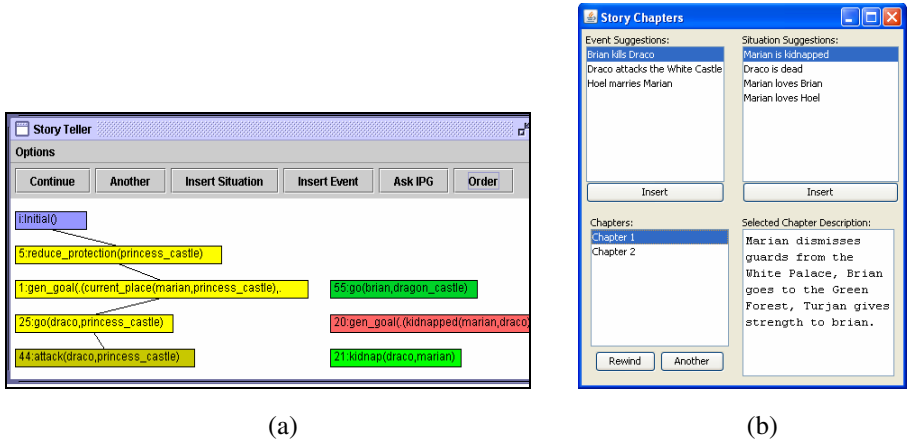 Story Teller
Options
Continue Another Insert Situation Insert Event Ask IPG Order
i:Initial()
5:reduce_protection(princess_castle)
1:gen_goal(.(current_place(marian,princess_castle),.
55:go(brian,dragon_castle)
25:go(draco,princess_castle)
20:gen_goal(.(kidnapped(marian,draco)
44:attack(draco,princess_castle)
21:kidnap(draco,marian)
(a)
Story Chapters
Event Suggestions:
Brian kills Draco
Draco attacks the White Castle
Hoel marries Marian
Insert
Situation Suggestions:
Marian is kidnapped
Draco is dead
Marian loves Brian
Marian loves Hoel
Insert
Chapters:
Chapter 1
Chapter 2
Rewind Another
Selected Chapter Description:
Marian dismisses
guards from the
White Palace, Brian
goes to the Green
Forest, Turjan gives
strength to brian.
(b)